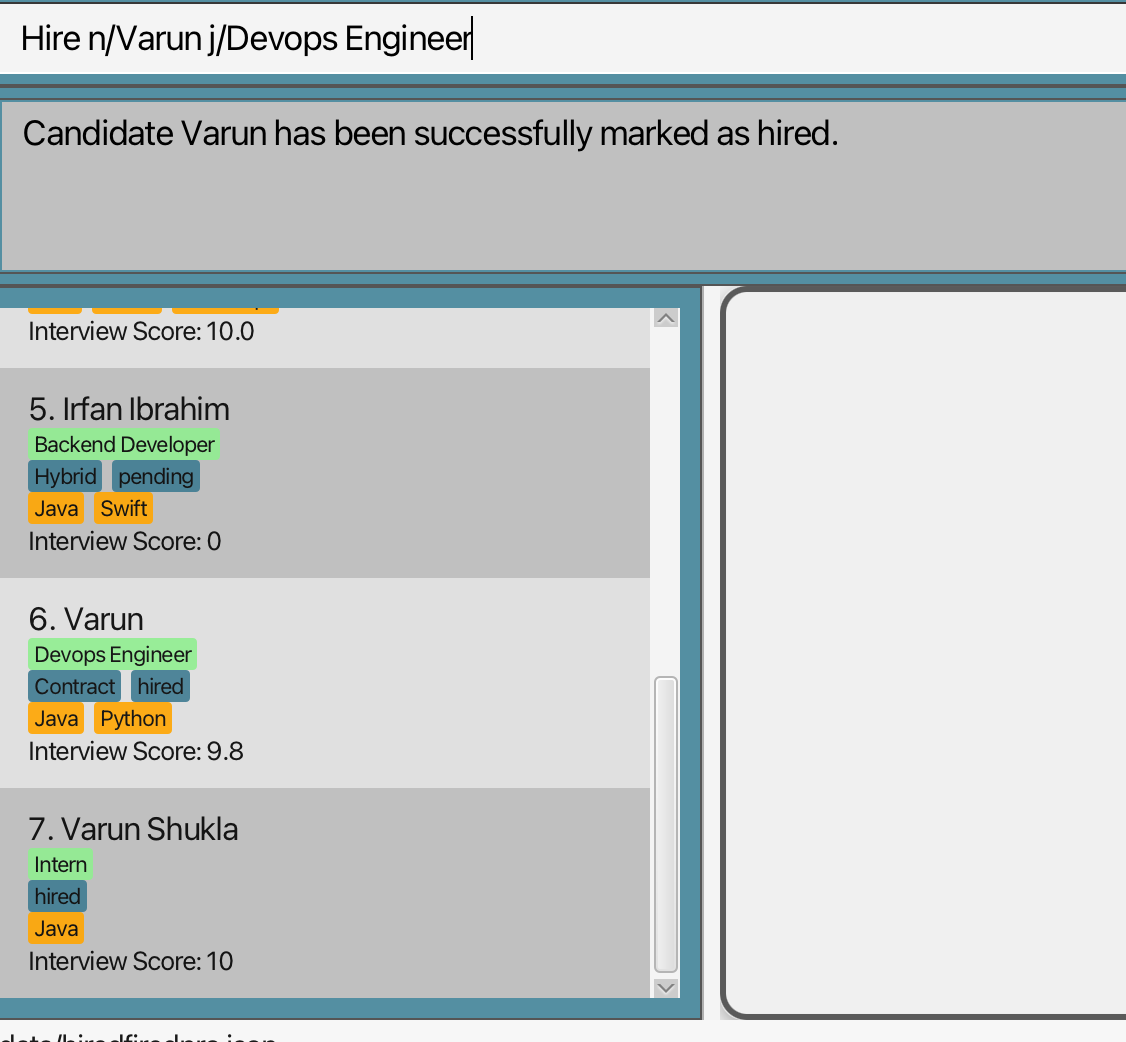 Hire n/Varun j/Devops Engineer
Candidate Varun has been successfully marked as hired.
Interview Score: 10.0
5. Irfan Ibrahim
Backend Developer
Hybrid pending
Java Swift
Interview Score: 0
6. Varun
Devops Engineer
Contract hired
Java Python
Interview Score: 9.8
7. Varun Shukla
Intern
hired
Java
Interview Score: 10